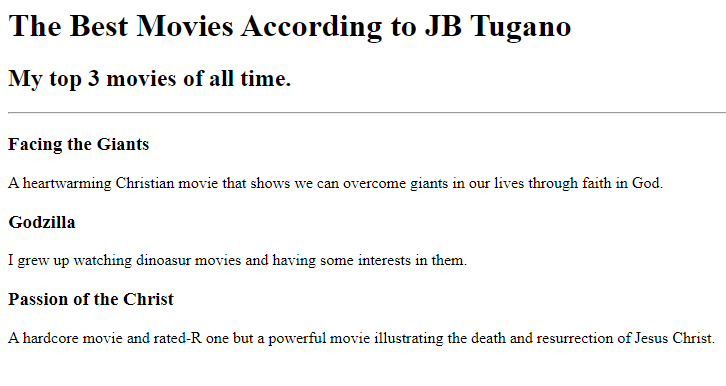 The Best Movies According to JB Tugano
My top 3 movies of all time.
Facing the Giants
A heartwarming Christian movie that shows we can overcome giants in our lives through faith in God.
Godzilla
I grew up watching dinoasur movies and having some interests in them.
Passion of the Christ
A hardcore movie and rated-R one but a powerful movie illustrating the death and resurrection of Jesus Christ.